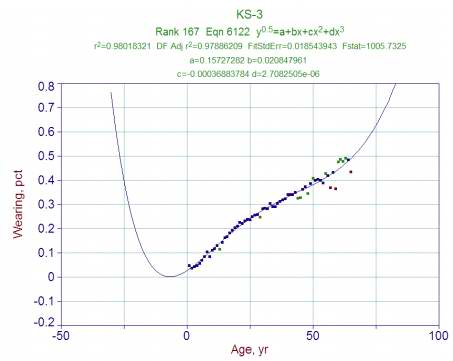 KS-3
Rank 167 Eqn 6122 y^0.5=a+bx+cx^2+dx^3
r^2=0.98018321 DF Adj r^2=0.97886209 FitStdErr=0.018543943 Fstat=1005.7325
a=0.15727282 b=0.020847961
c=-0.00036883784 d=2.7082505e-06
0.8
0.7
0.6
0.5
0.4
0.3
0.2
0.1
0
-0.1
-0.2
Wearing, pct
-50 0 50 100
Age, yr